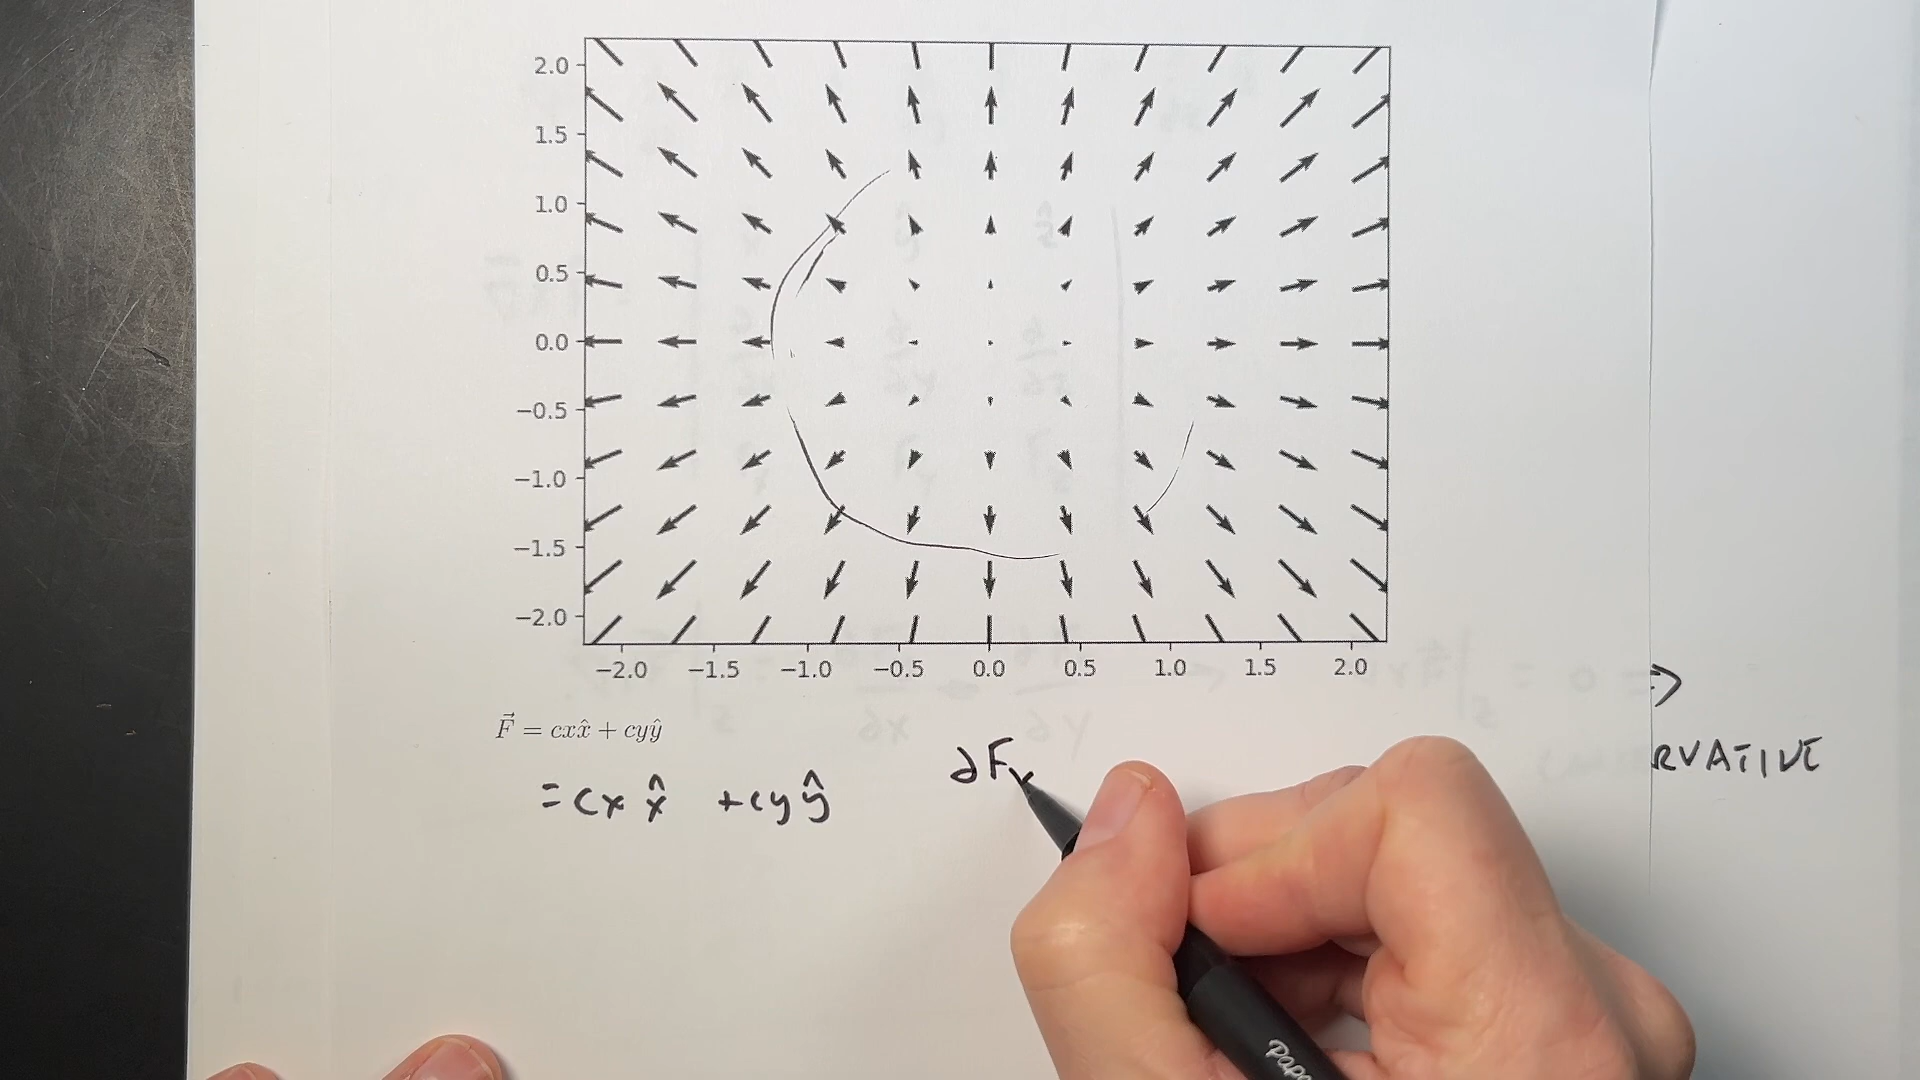 2.0
1.5
1.0
0.5
0.0
−0.5
−1.0
−1.5
−2.0
−2.0 −1.5 −1.0 −0.5 0.0 0.5 1.0 1.5 2.0
F⃗ = cxx̂ + cyŷ
= cx x̂ + cy ŷ
∂Fx
RVATIVE
Papa